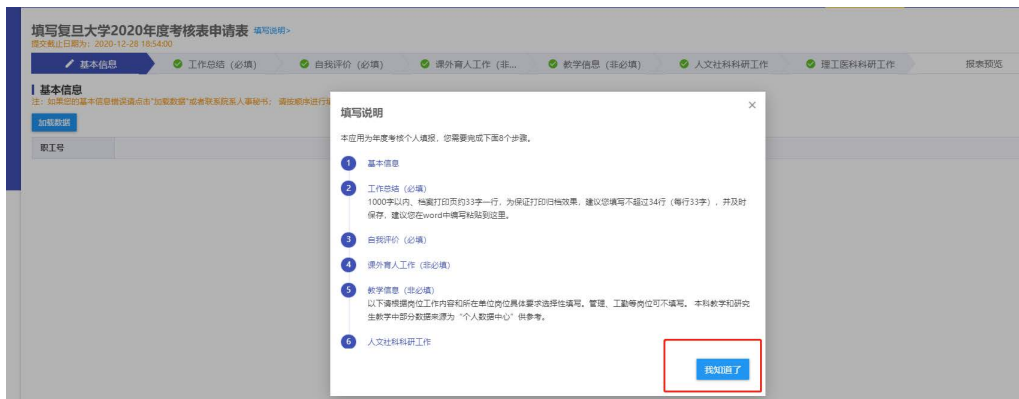 填写复旦大学2020年度考核表申请表 填写说明>
提交截止日期为：2020-12-28 18:54:00
基本信息 工作总结（必填） 自我评价（必填） 课外育人工作（非... 教学信息（非必填） 人文社科科研工作 理工医科科研工作 报表预览
基本信息
注：如果您的基本信息错误请点击"加载数据"或者联系院系人事秘书； 请按顺序进行填
加载数据
职工号
填写说明
本应用为年度考核个人填报，您需要完成下面8个步骤。
1 基本信息
2 工作总结（必填）
1000字以内、档案打印页约33字一行，为保证打印归档效果，建议您填写不超过34行（每行33字），并及时
保存，建议您在word中编写粘贴到这里。
3 自我评价（必填）
4 课外育人工作（非必填）
5 教学信息（非必填）
以下请根据岗位工作内容和所在单位岗位具体要求选择性填写。管理、工勤等岗位可不填写。 本科教学和研究
生教学中部分数据来源为"个人数据中心"供参考。
6 人文社科科研工作
我知道了